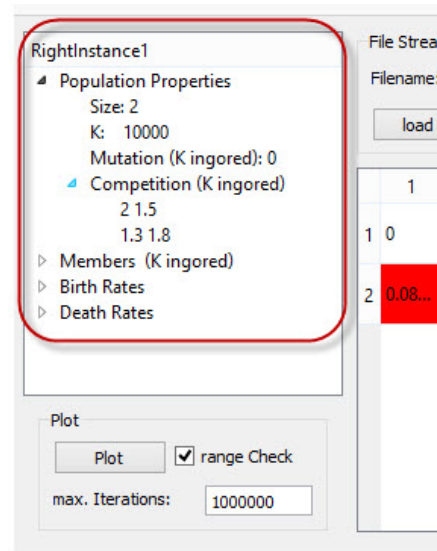 RightInstance1
Population Properties
Size: 2
K: 10000
Mutation (K ingored): 0
Competition (K ingored)
2 1.5
1.3 1.8
Members (K ingored)
Birth Rates
Death Rates
Plot
Plot
range Check
max. Iterations:
1000000
File Strea
Filename:
load
1
1 0
2 0.08...